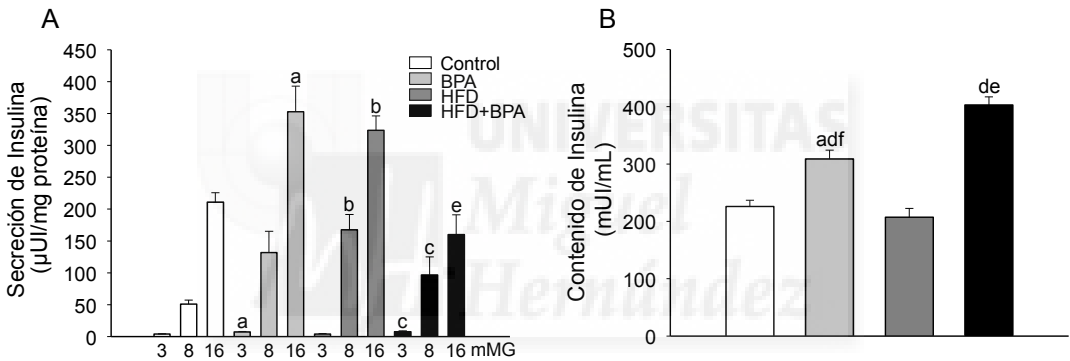 A
Secreción de Insulina
(µUI/mg proteína)
450
400
350
300
250
200
150
100
50
0
Control
BPA
HFD
HFD+BPA
a
a
b
b
c
c
e
3 8 16 3 8 16 3 8 16 3 8 16 mMG
B
Contenido de Insulina
(mUI/mL)
500
400
300
200
100
0
adf
de
UNIVERSITAS
Miguel
Hernández